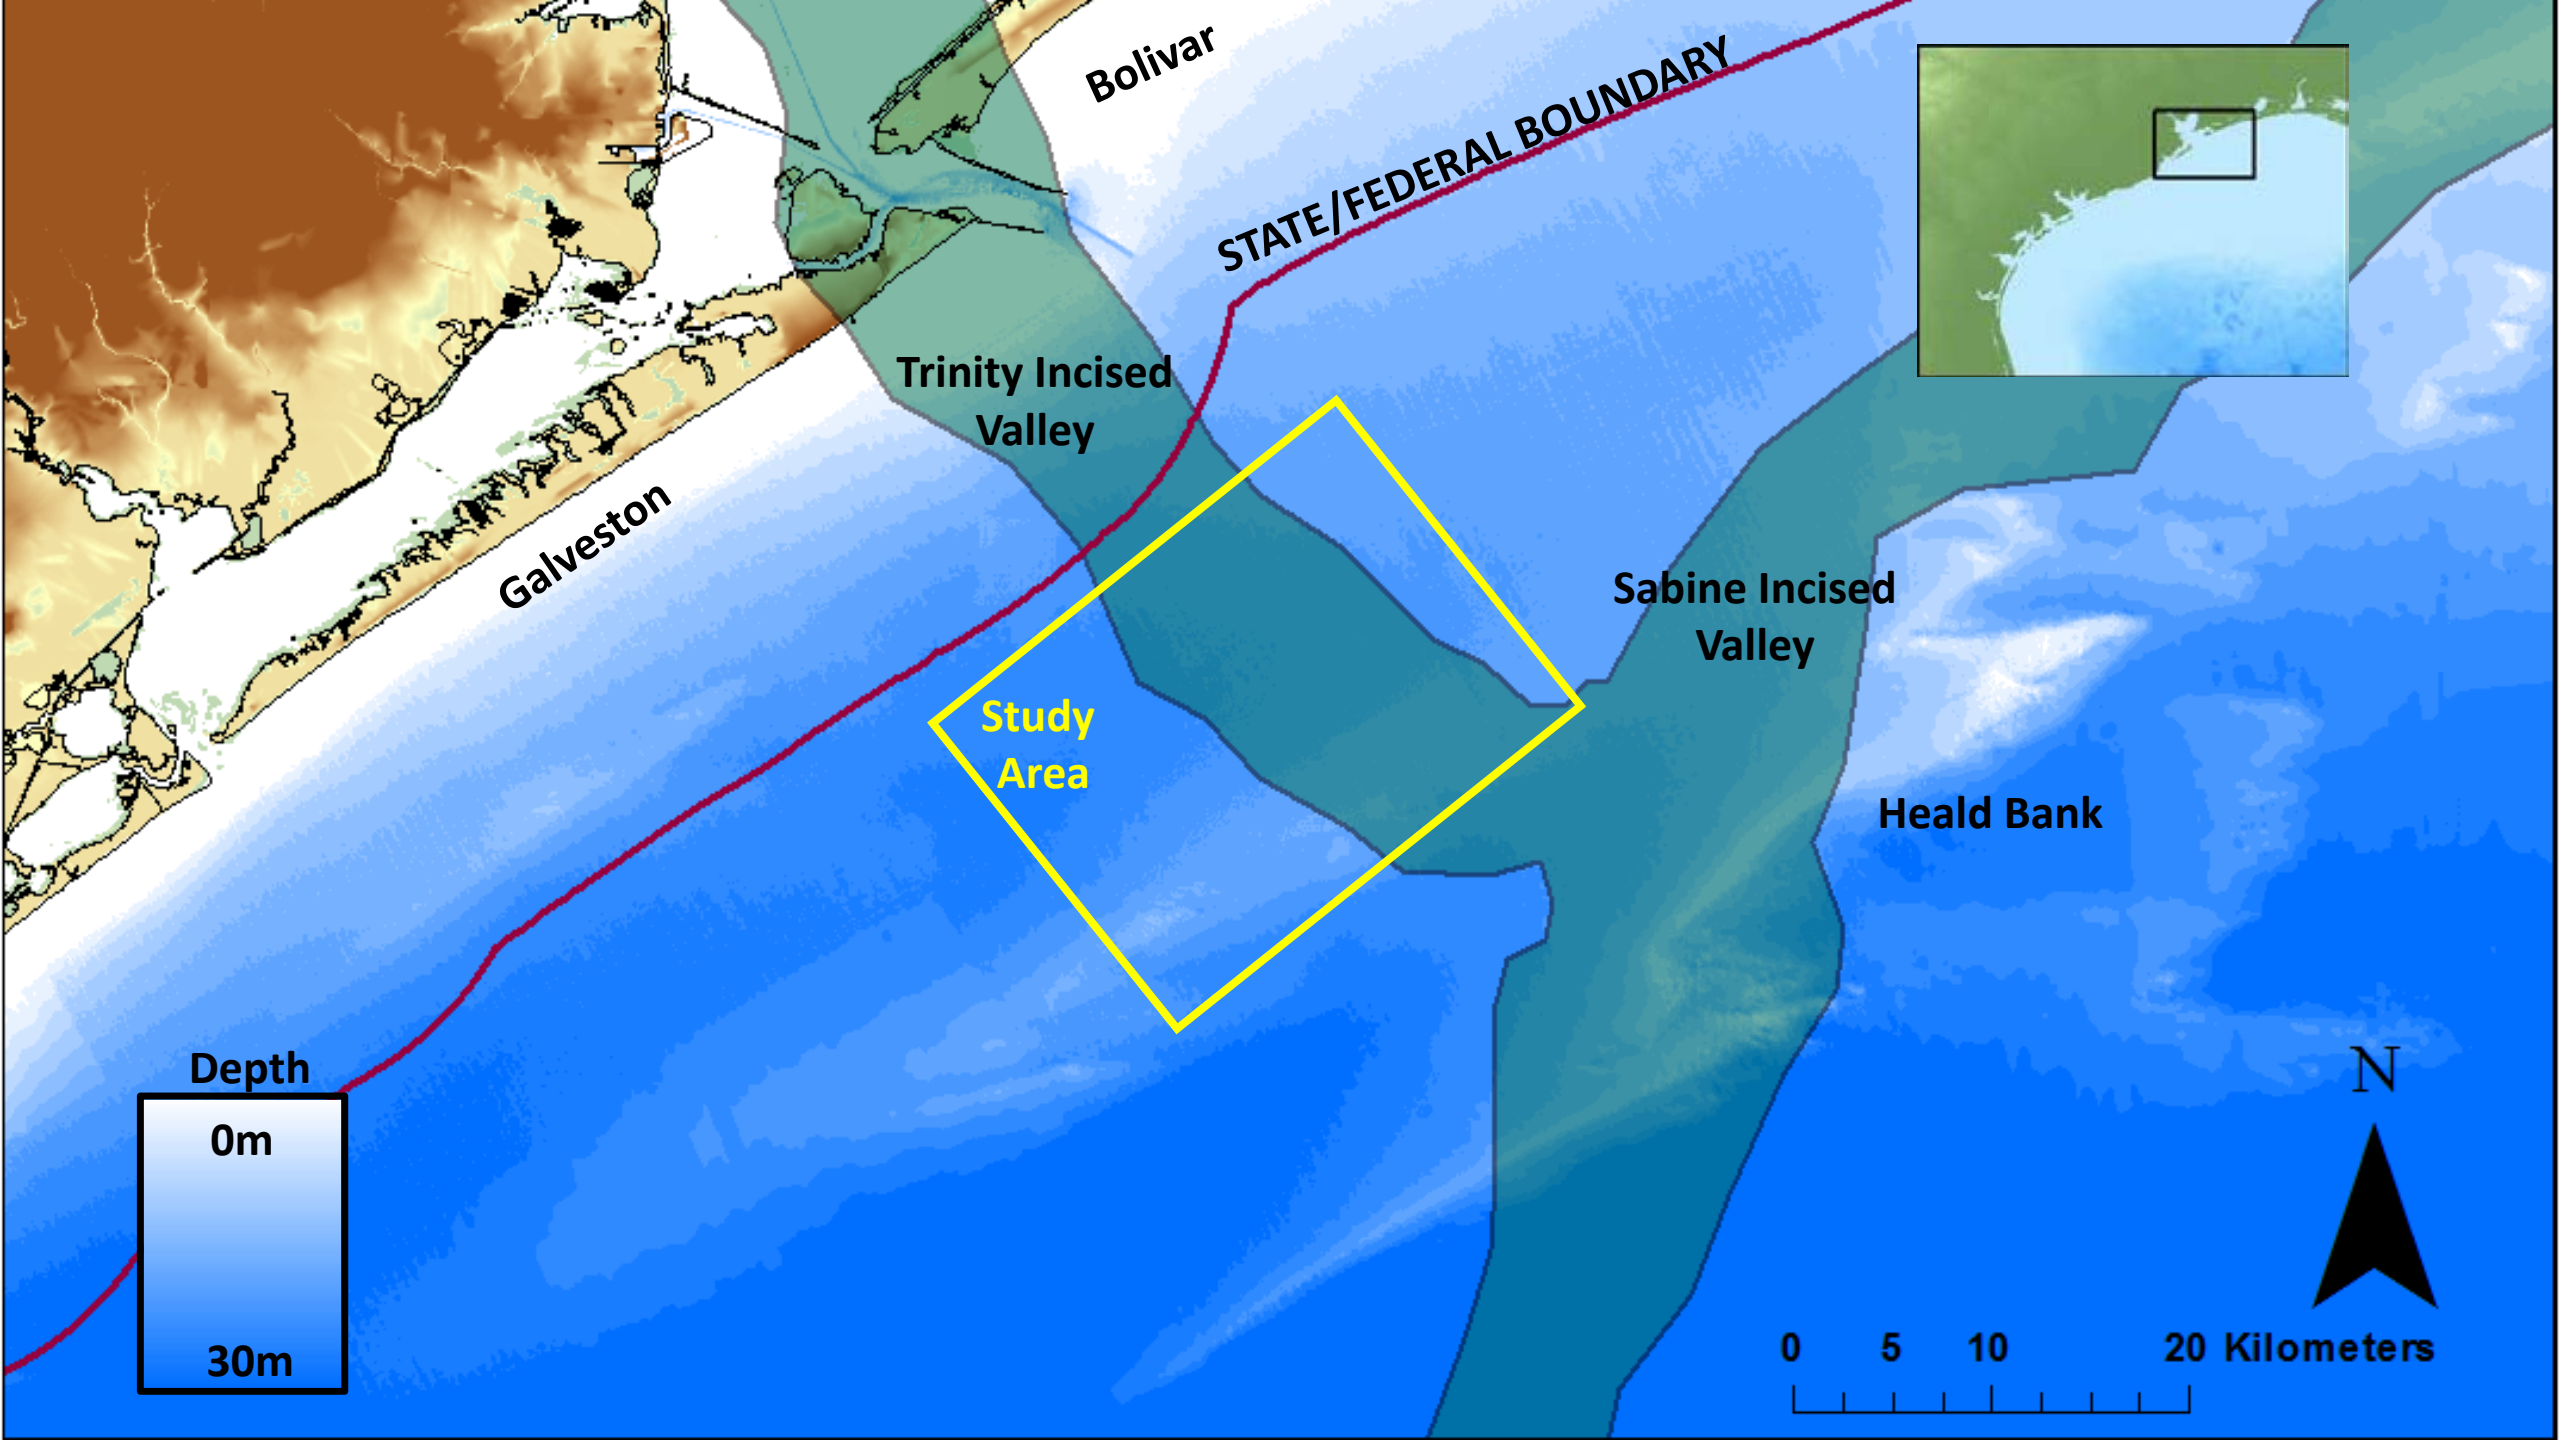 Bolivar
STATE/FEDERAL BOUNDARY
Trinity Incised
Valley
Galveston
Sabine Incised
Valley
Study
Area
Heald Bank
Depth
0m
30m
N
0 5 10 20 Kilometers